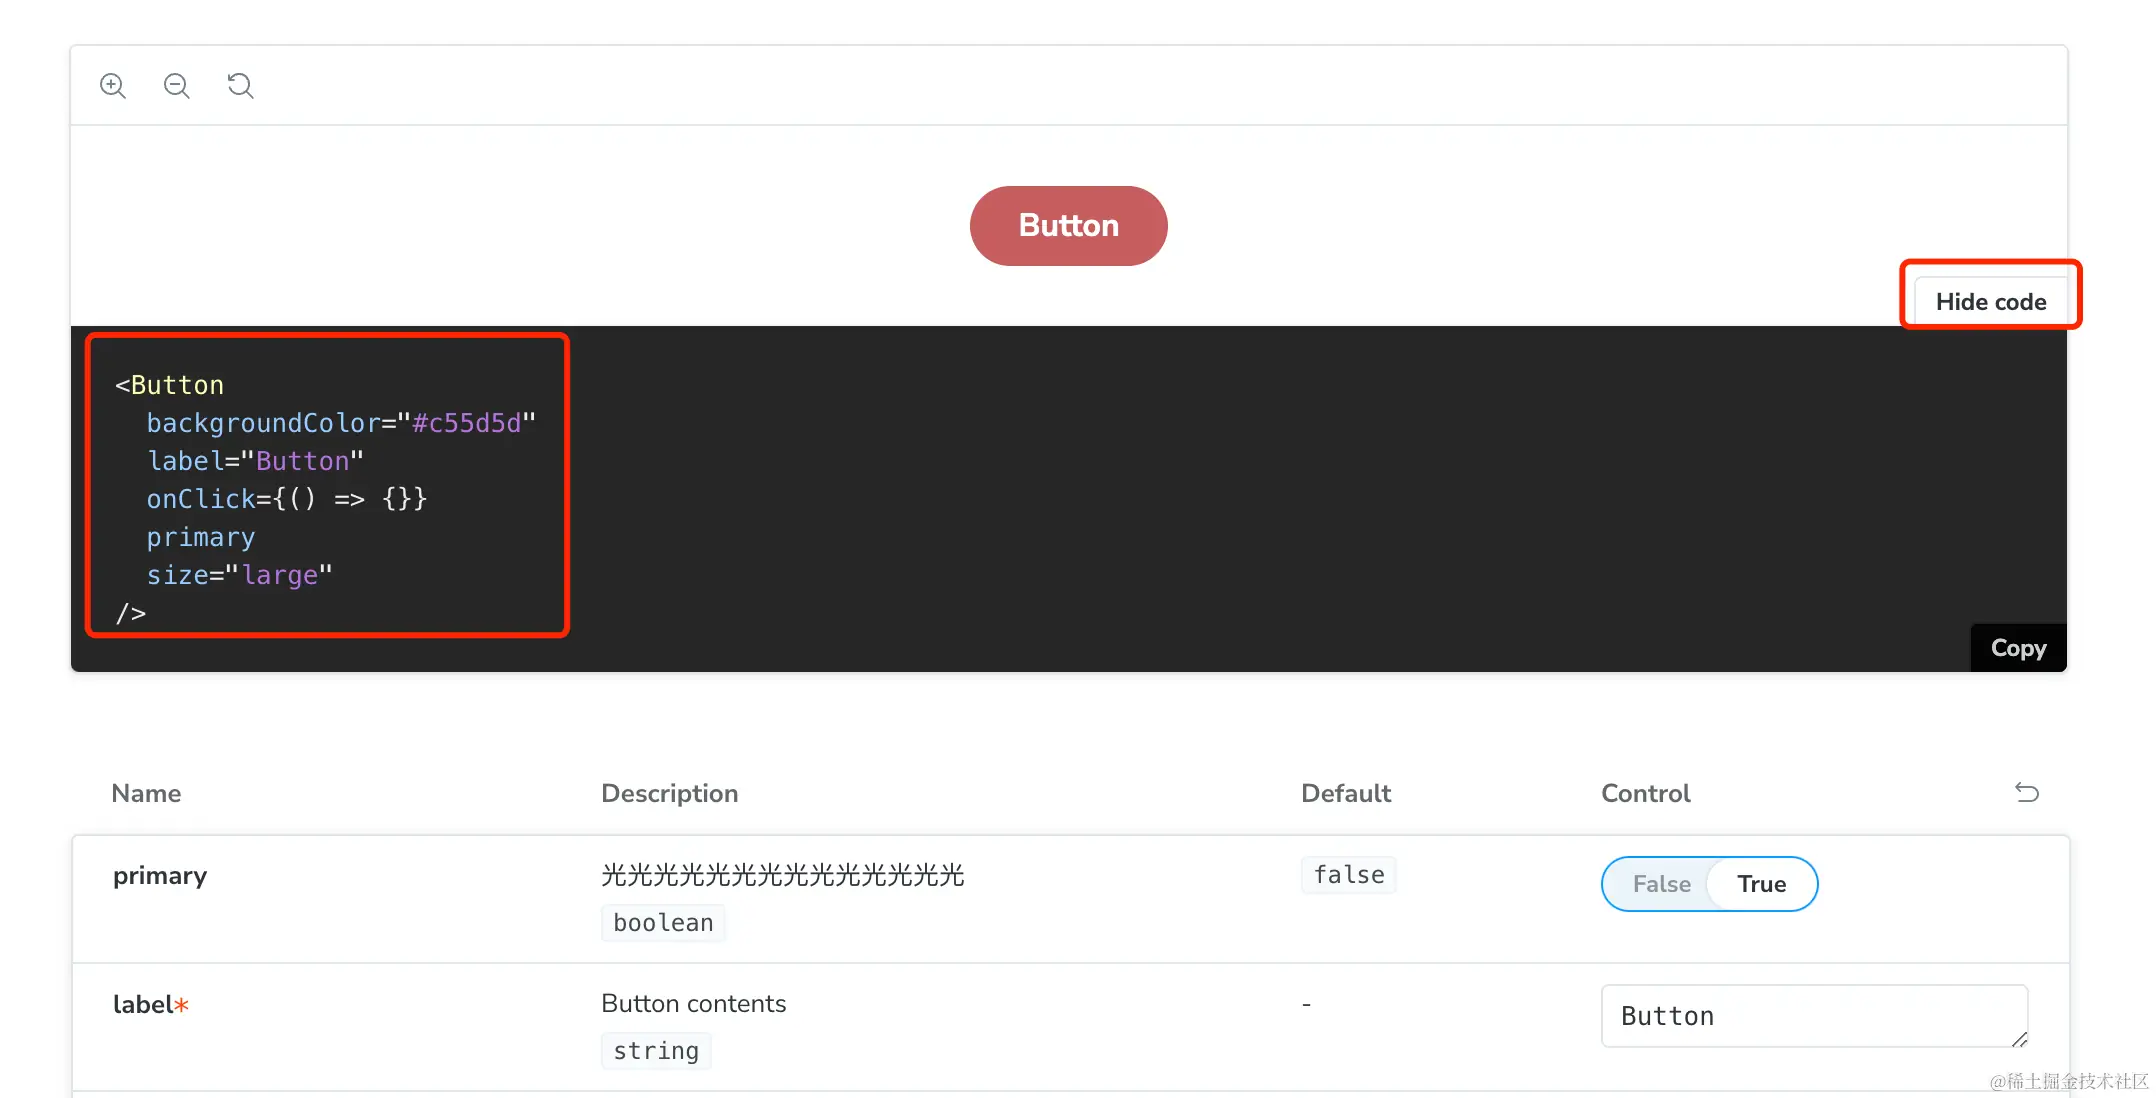 Button
Hide code
<Button
backgroundColor="#c55d5d"
label="Button"
onClick={() => {}}
primary
size="large"
/>
Copy
Name Description Default Control
primary 光光光光光光光光光光光光光光 false False True
boolean
label* Button contents - Button
string
@稀土掘金技术社区